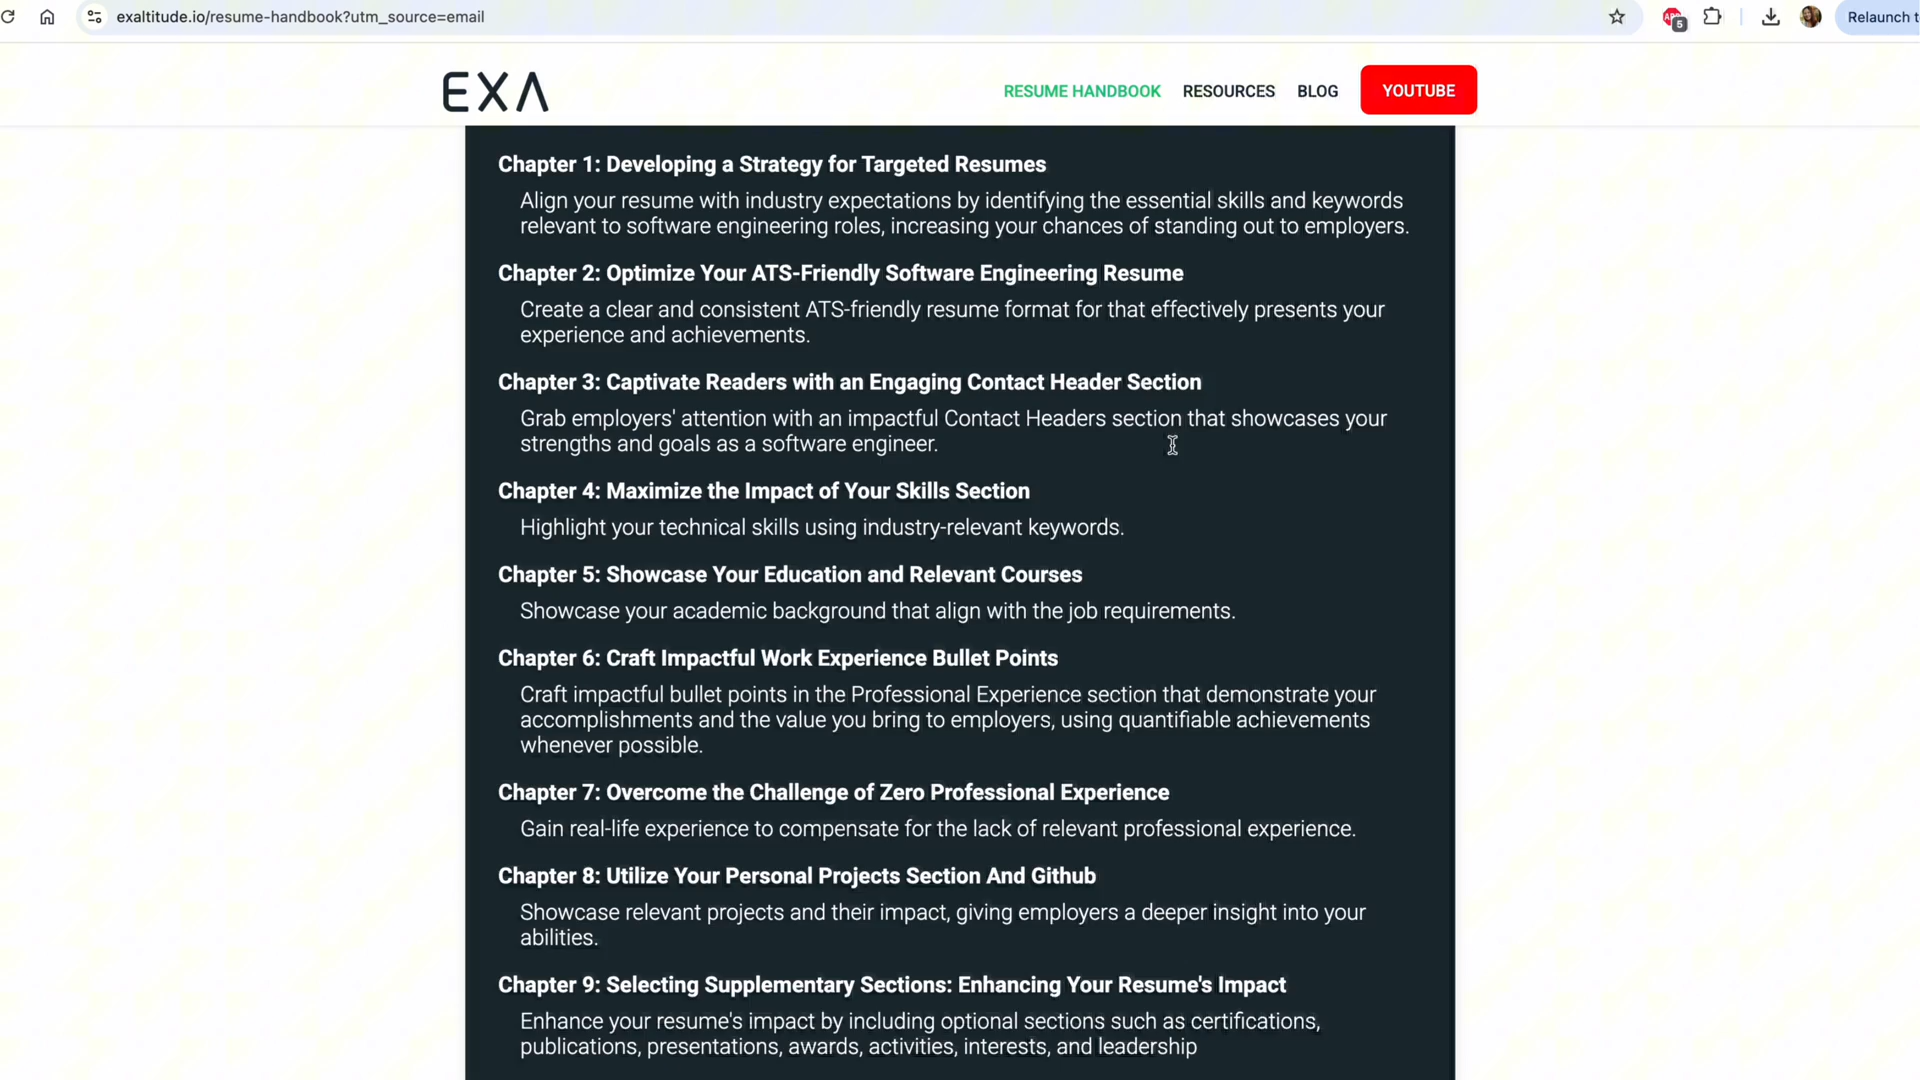 exaltitude.io/resume-handbook?utm_source=email
5
Relaunch t
EXA
RESUME HANDBOOK RESOURCES BLOG YOUTUBE
Chapter 1: Developing a Strategy for Targeted Resumes
Align your resume with industry expectations by identifying the essential skills and keywords
relevant to software engineering roles, increasing your chances of standing out to employers.
Chapter 2: Optimize Your ATS-Friendly Software Engineering Resume
Create a clear and consistent ATS-friendly resume format for that effectively presents your
experience and achievements.
Chapter 3: Captivate Readers with an Engaging Contact Header Section
Grab employers' attention with an impactful Contact Headers section that showcases your
strengths and goals as a software engineer.
Chapter 4: Maximize the Impact of Your Skills Section
Highlight your technical skills using industry-relevant keywords.
Chapter 5: Showcase Your Education and Relevant Courses
Showcase your academic background that align with the job requirements.
Chapter 6: Craft Impactful Work Experience Bullet Points
Craft impactful bullet points in the Professional Experience section that demonstrate your
accomplishments and the value you bring to employers, using quantifiable achievements
whenever possible.
Chapter 7: Overcome the Challenge of Zero Professional Experience
Gain real-life experience to compensate for the lack of relevant professional experience.
Chapter 8: Utilize Your Personal Projects Section And Github
Showcase relevant projects and their impact, giving employers a deeper insight into your
abilities.
Chapter 9: Selecting Supplementary Sections: Enhancing Your Resume's Impact
Enhance your resume's impact by including optional sections such as certifications,
publications, presentations, awards, activities, interests, and leadership